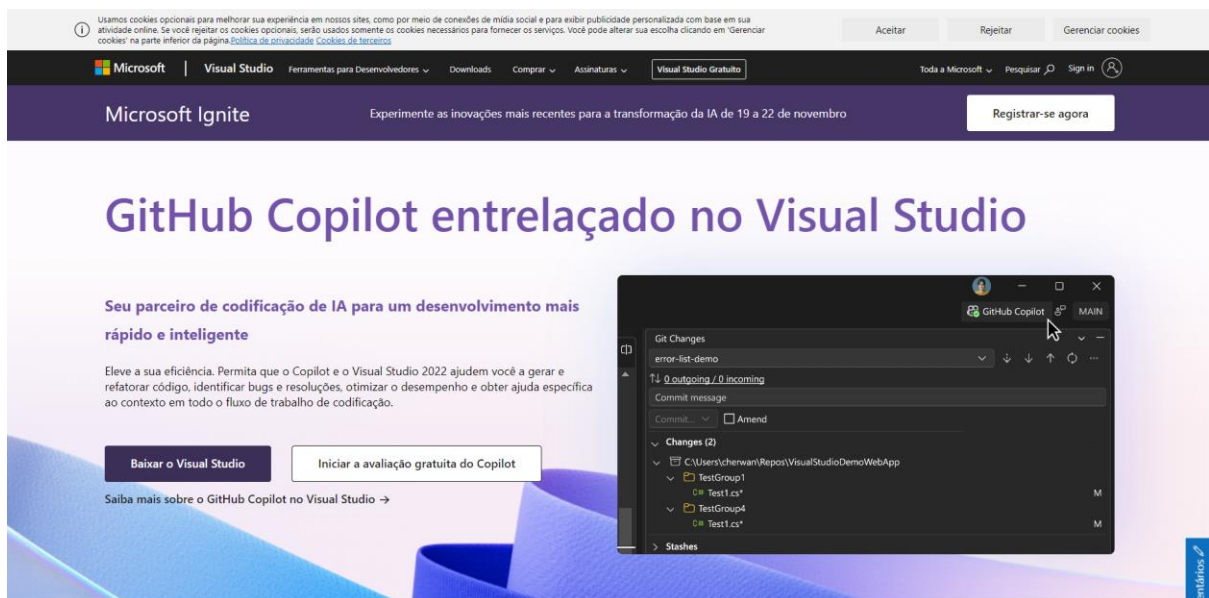 Usamos cookies opcionais para melhorar sua experiência em nossos sites, como por meio de conexões de mídia social e para exibir publicidade personalizada com base em sua
atividade online. Se você rejeitar os cookies opcionais, serão usados somente os cookies necessários para fornecer os serviços. Você pode alterar sua escolha clicando em 'Gerenciar
cookies' na parte inferior da página.Política de privacidade Cookies de terceiros
Aceitar
Rejeitar
Gerenciar cookies
Microsoft | Visual Studio Ferramentas para Desenvolvedores Downloads Comprar Assinaturas Visual Studio Gratuito Toda a Microsoft Pesquisar Sign in
Microsoft Ignite
Experimente as inovações mais recentes para a transformação da IA de 19 a 22 de novembro
Registrar-se agora
GitHub Copilot entrelaçado no Visual Studio
Seu parceiro de codificação de IA para um desenvolvimento mais
rápido e inteligente
Eleve a sua eficiência. Permita que o Copilot e o Visual Studio 2022 ajudem você a gerar e
refatorar código, identificar bugs e resoluções, otimizar o desempenho e obter ajuda específica
ao contexto em todo o fluxo de trabalho de codificação.
Baixar o Visual Studio
Iniciar a avaliação gratuita do Copilot
Saiba mais sobre o GitHub Copilot no Visual Studio →
GitHub Copilot
MAIN
Git Changes
error-list-demo
0 outgoing / 0 incoming
Commit message
Commit...
Amend
Changes (2)
C:\Users\cherwan\Repos\VisualStudioDemoWebApp
TestGroup1
C# Test1.cs* M
TestGroup4
C# Test1.cs* M
Stashes